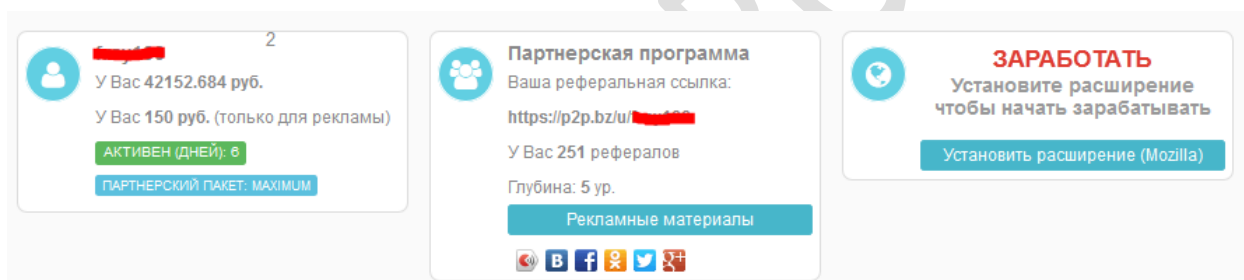 2
У Вас 42152.684 руб.
У Вас 150 руб. (только для рекламы)
АКТИВЕН (ДНЕЙ): 6
ПАРТНЕРСКИЙ ПАКЕТ: MAXIMUM
Партнерская программа
Ваша реферальная ссылка:
https://p2p.bz/u/
У Вас 251 рефералов
Глубина: 5 ур.
Рекламные материалы
ЗАРАБОТАТЬ
Установите расширение
чтобы начать зарабатывать
Установить расширение (Mozilla)